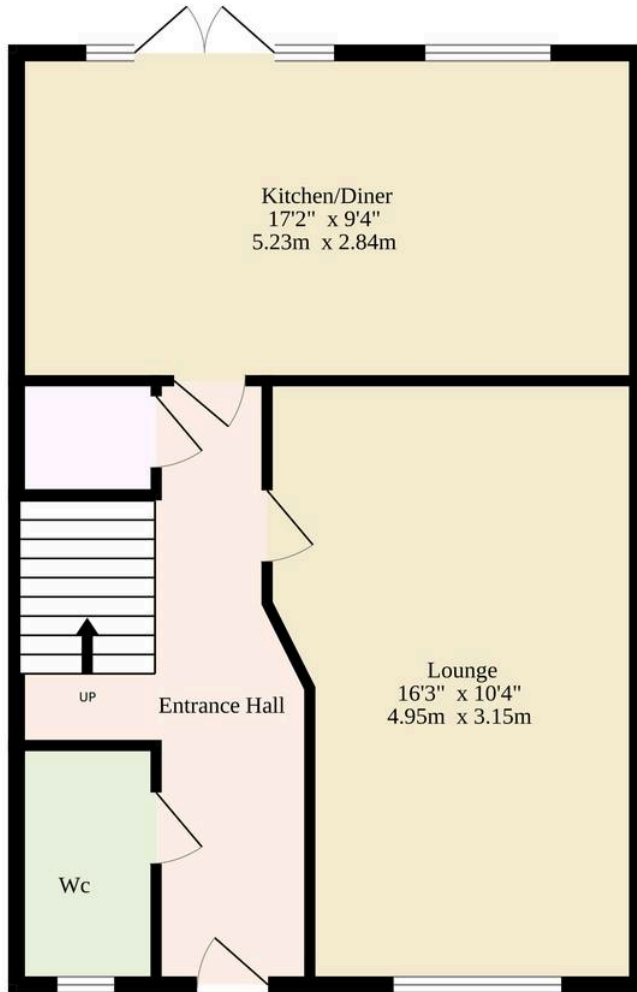 Kitchen/Diner
17'2" x 9'4"
5.23m x 2.84m
Lounge
16'3" x 10'4"
4.95m x 3.15m
UP
Entrance Hall
Wc